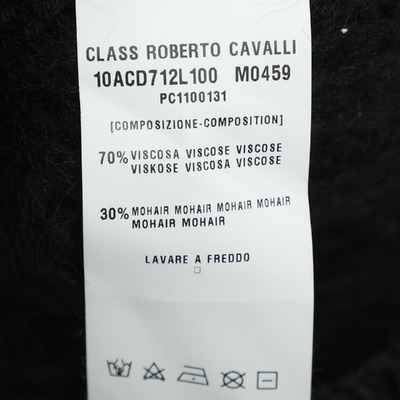 CLASS ROBERTO CAVALLI
10ACD712L100 M0459
PC1100131
[COMPOSIZIONE-COMPOSITION]
70% VISCOSA VISCOSE VISCOSE
VISKOSE VISCOSA VISCOSE
30% MOHAIR MOHAIR MOHAIR MOHAIR
MOHAIR MOHAIR
LAVARE A FREDDO